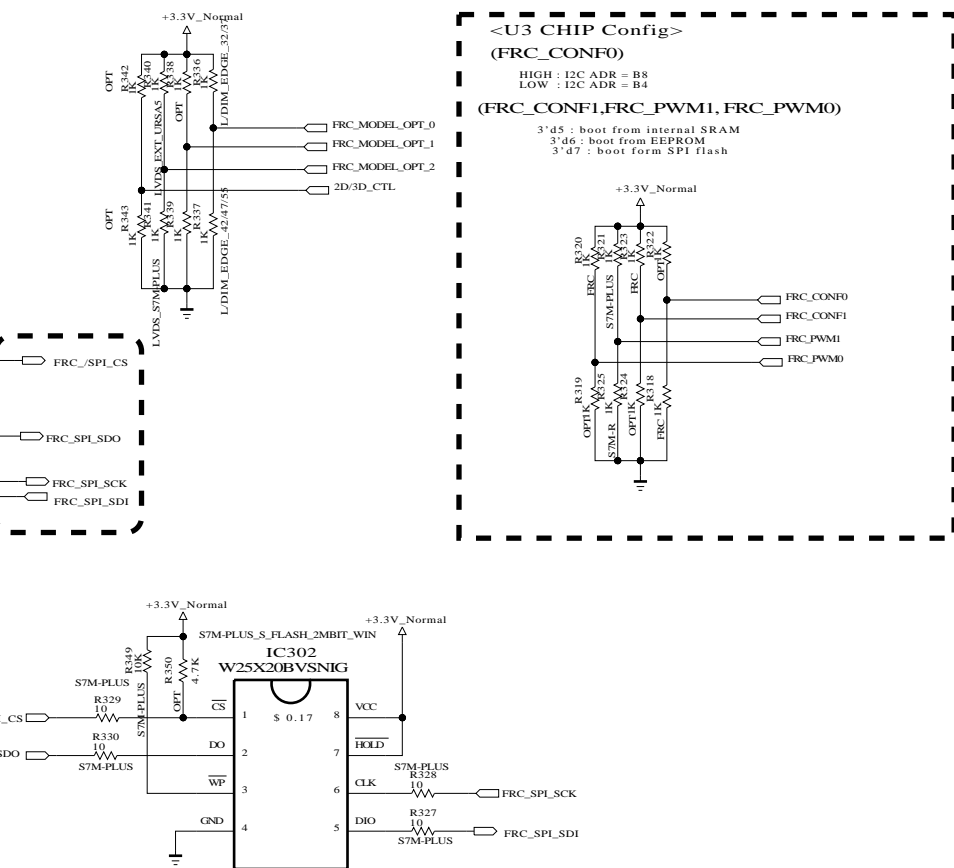 +3.3V_Normal
OPT
R342
1K
R340
1K
LVDS_EXT_URSA5
R338
1K
OPT
R336
1K
L/DIM_EDGE_32/37
FRC_MODEL_OPT_0
FRC_MODEL_OPT_1
FRC_MODEL_OPT_2
2D/3D_CTL
OPT
R343
1K
R341
1K
LVDS_S7M-PLUS
R339
1K
R337
1K
L/DIM_EDGE_42/47/55
FRC_/SPI_CS
FRC_SPI_SDO
FRC_SPI_SCK
FRC_SPI_SDI
<U3 CHIP Config>
(FRC_CONF0)
HIGH : I2C ADR = B8
LOW : I2C ADR = B4
(FRC_CONF1,FRC_PWM1, FRC_PWM0)
3'd5 : boot from internal SRAM
3'd6 : boot from EEPROM
3'd7 : boot form SPI flash
+3.3V_Normal
R320
1K
FRC
R321
1K
S7M-PLUS
R323
1K
FRC
R322
1K
OPT
FRC_CONF0
FRC_CONF1
FRC_PWM1
FRC_PWM0
R319
1K
OPT
R325
1K
S7M-R
R324
1K
OPT
R318
1K
FRC
+3.3V_Normal
+3.3V_Normal
S7M-PLUS_S_FLASH_2MBIT_WIN
IC302
W25X20BVSNIG
R349
10K
S7M-PLUS
R350
4.7K
OPT
S7M-PLUS
R329
10
_CS
CS
1
$ 0.17
8
VCC
R330
10
S7M-PLUS
SDO
DO
2
7
HOLD
WP
3
6
CLK
S7M-PLUS
R328
10
FRC_SPI_SCK
GND
4
5
DIO
R327
10
S7M-PLUS
FRC_SPI_SDI